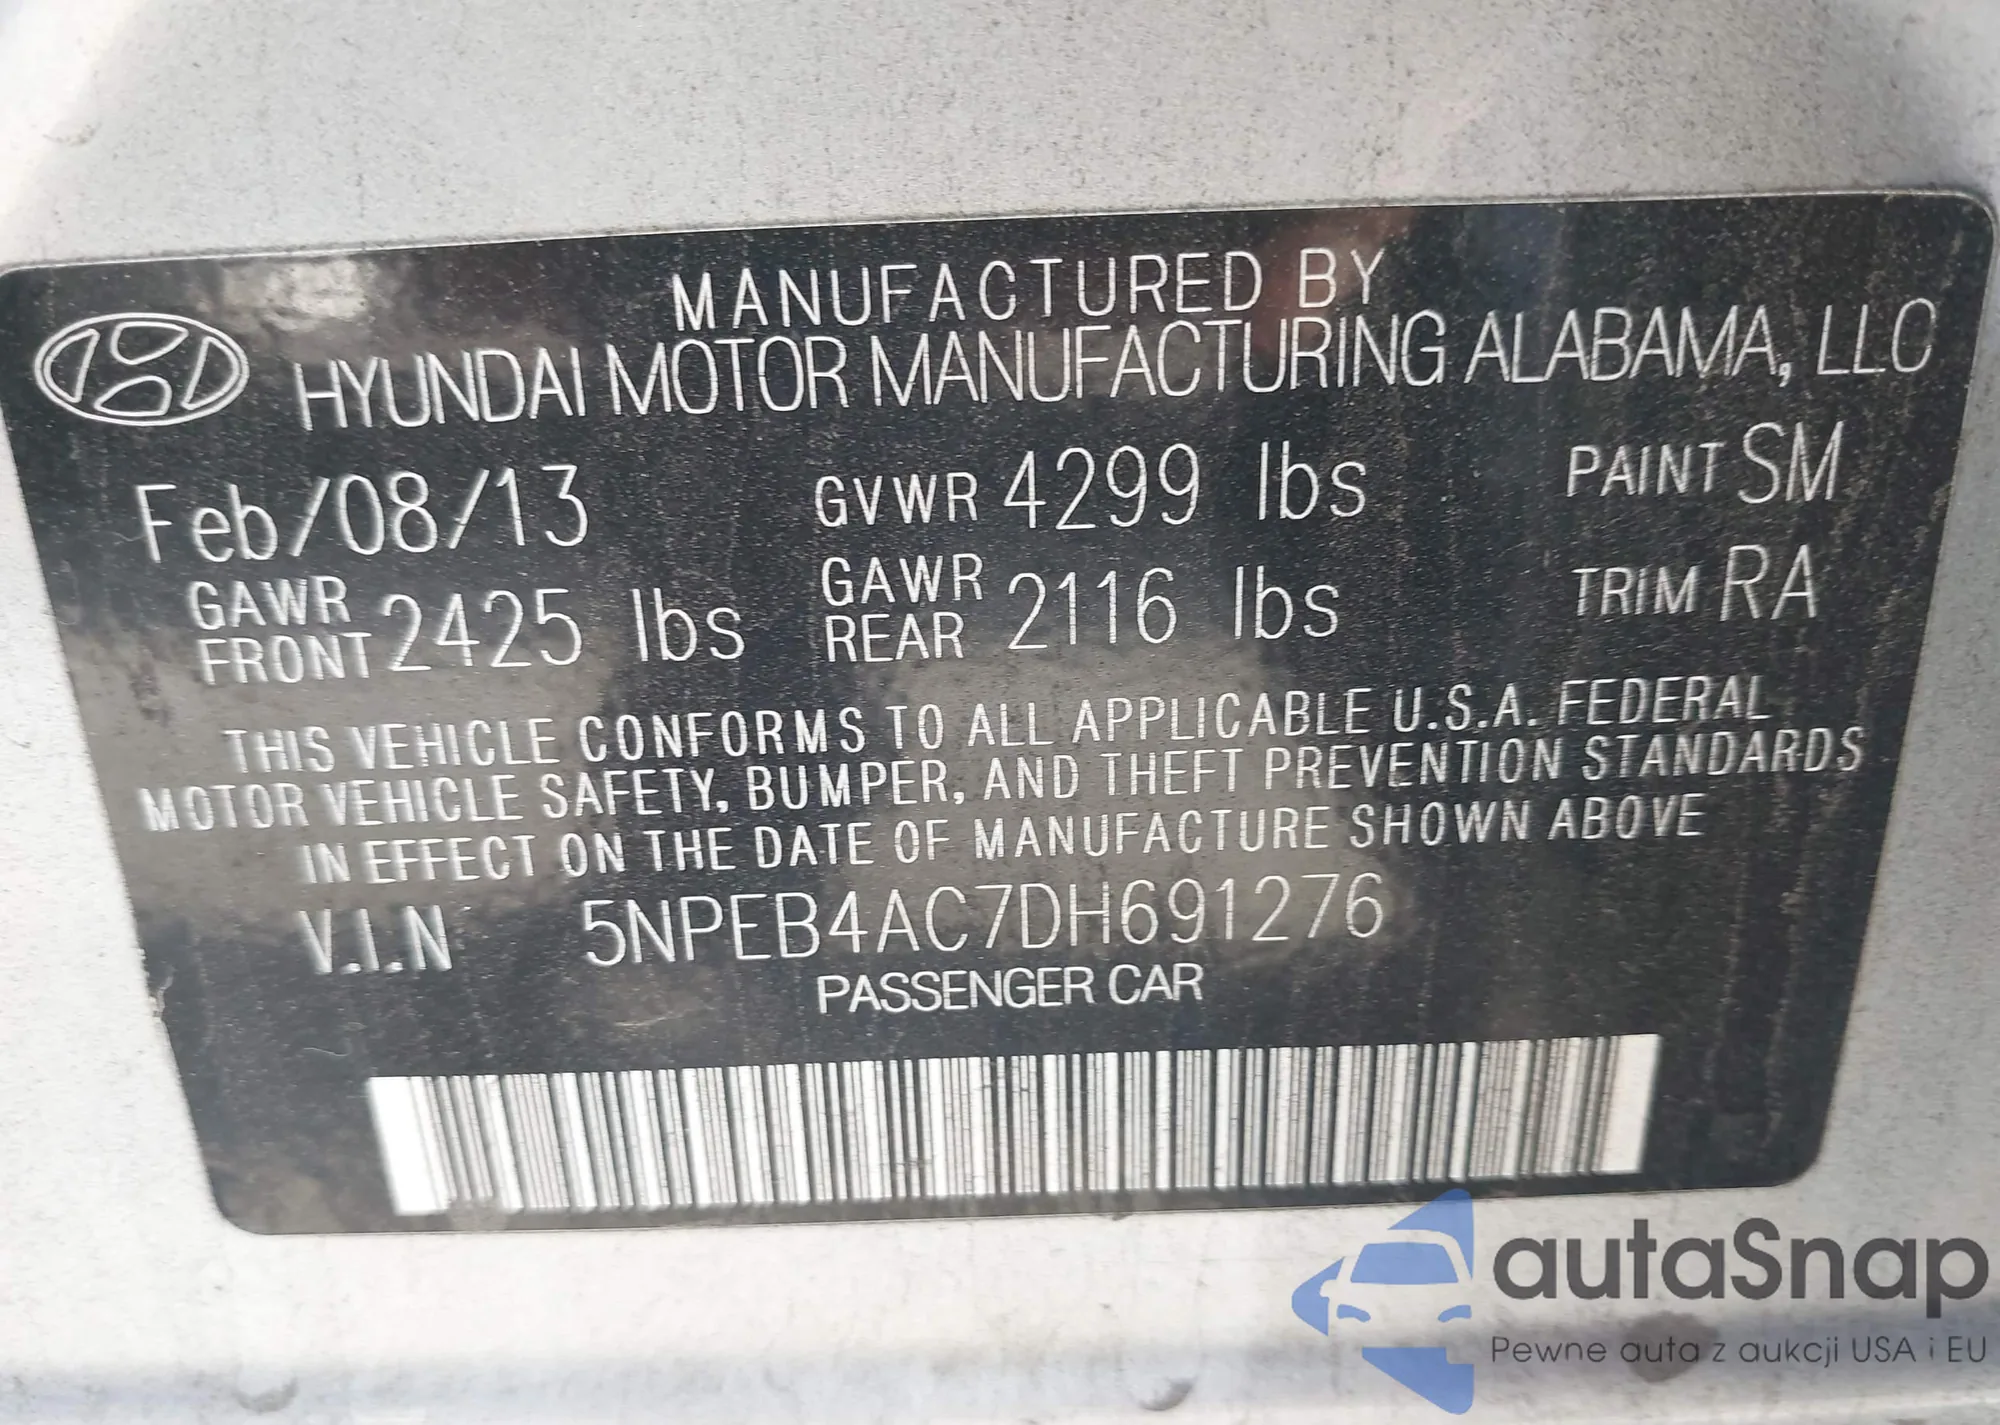 MANUFACTURED BY
HYUNDAI MOTOR MANUFACTURING ALABAMA, LLC
Feb/08/13 GVWR 4299 lbs PAINT SM
GAWR FRONT 2425 lbs GAWR REAR 2116 lbs TRIM RA
THIS VEHICLE CONFORMS TO ALL APPLICABLE U.S.A. FEDERAL
MOTOR VEHICLE SAFETY, BUMPER, AND THEFT PREVENTION STANDARDS
IN EFFECT ON THE DATE OF MANUFACTURE SHOWN ABOVE
V.I.N 5NPEB4AC7DH691276
PASSENGER CAR
autaSnap
Pewne auta z aukcji USA i EU